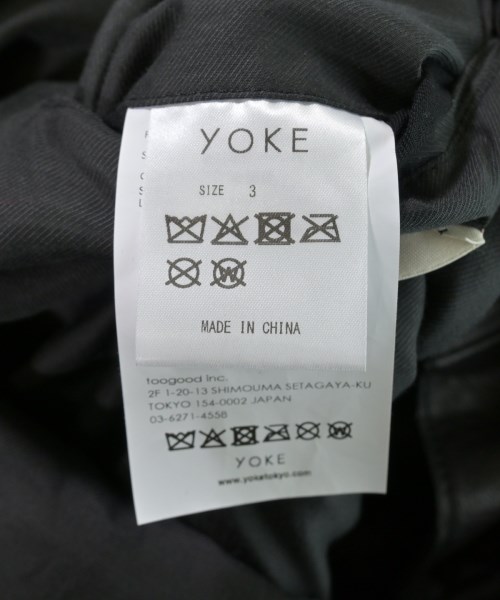 YOKE
SIZE 3
W
MADE IN CHINA
toogood inc.
2F 1-20-13 SHIMOUMA SETAGAYA-KU
TOKYO 154-0002 JAPAN
03-6271-4558
W
YOKE
www.yoketokyo.com